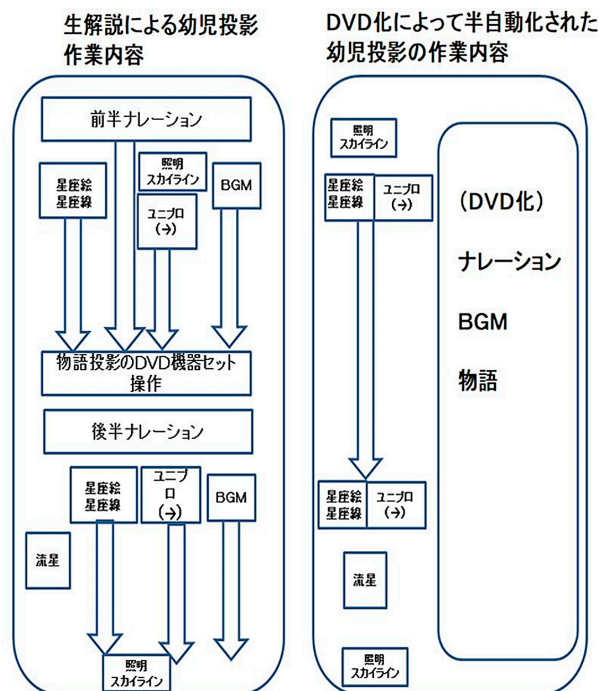 生解説による幼児投影
作業内容
前半ナレーション
星座絵
星座線
照明
スカイライン
ユニプロ
(→)
BGM
物語投影のDVD機器セット
操作
後半ナレーション
星座絵
星座線
ユニプ
ロ
(→)
BGM
流星
照明
スカイライン
DVD化によって半自動化された
幼児投影の作業内容
照明
スカイライン
星座絵
星座線
ユニプロ
(→)
(DVD化)
ナレーション
BGM
物語
星座絵
星座線
ユニプロ
(→)
流星
照明
スカイライン